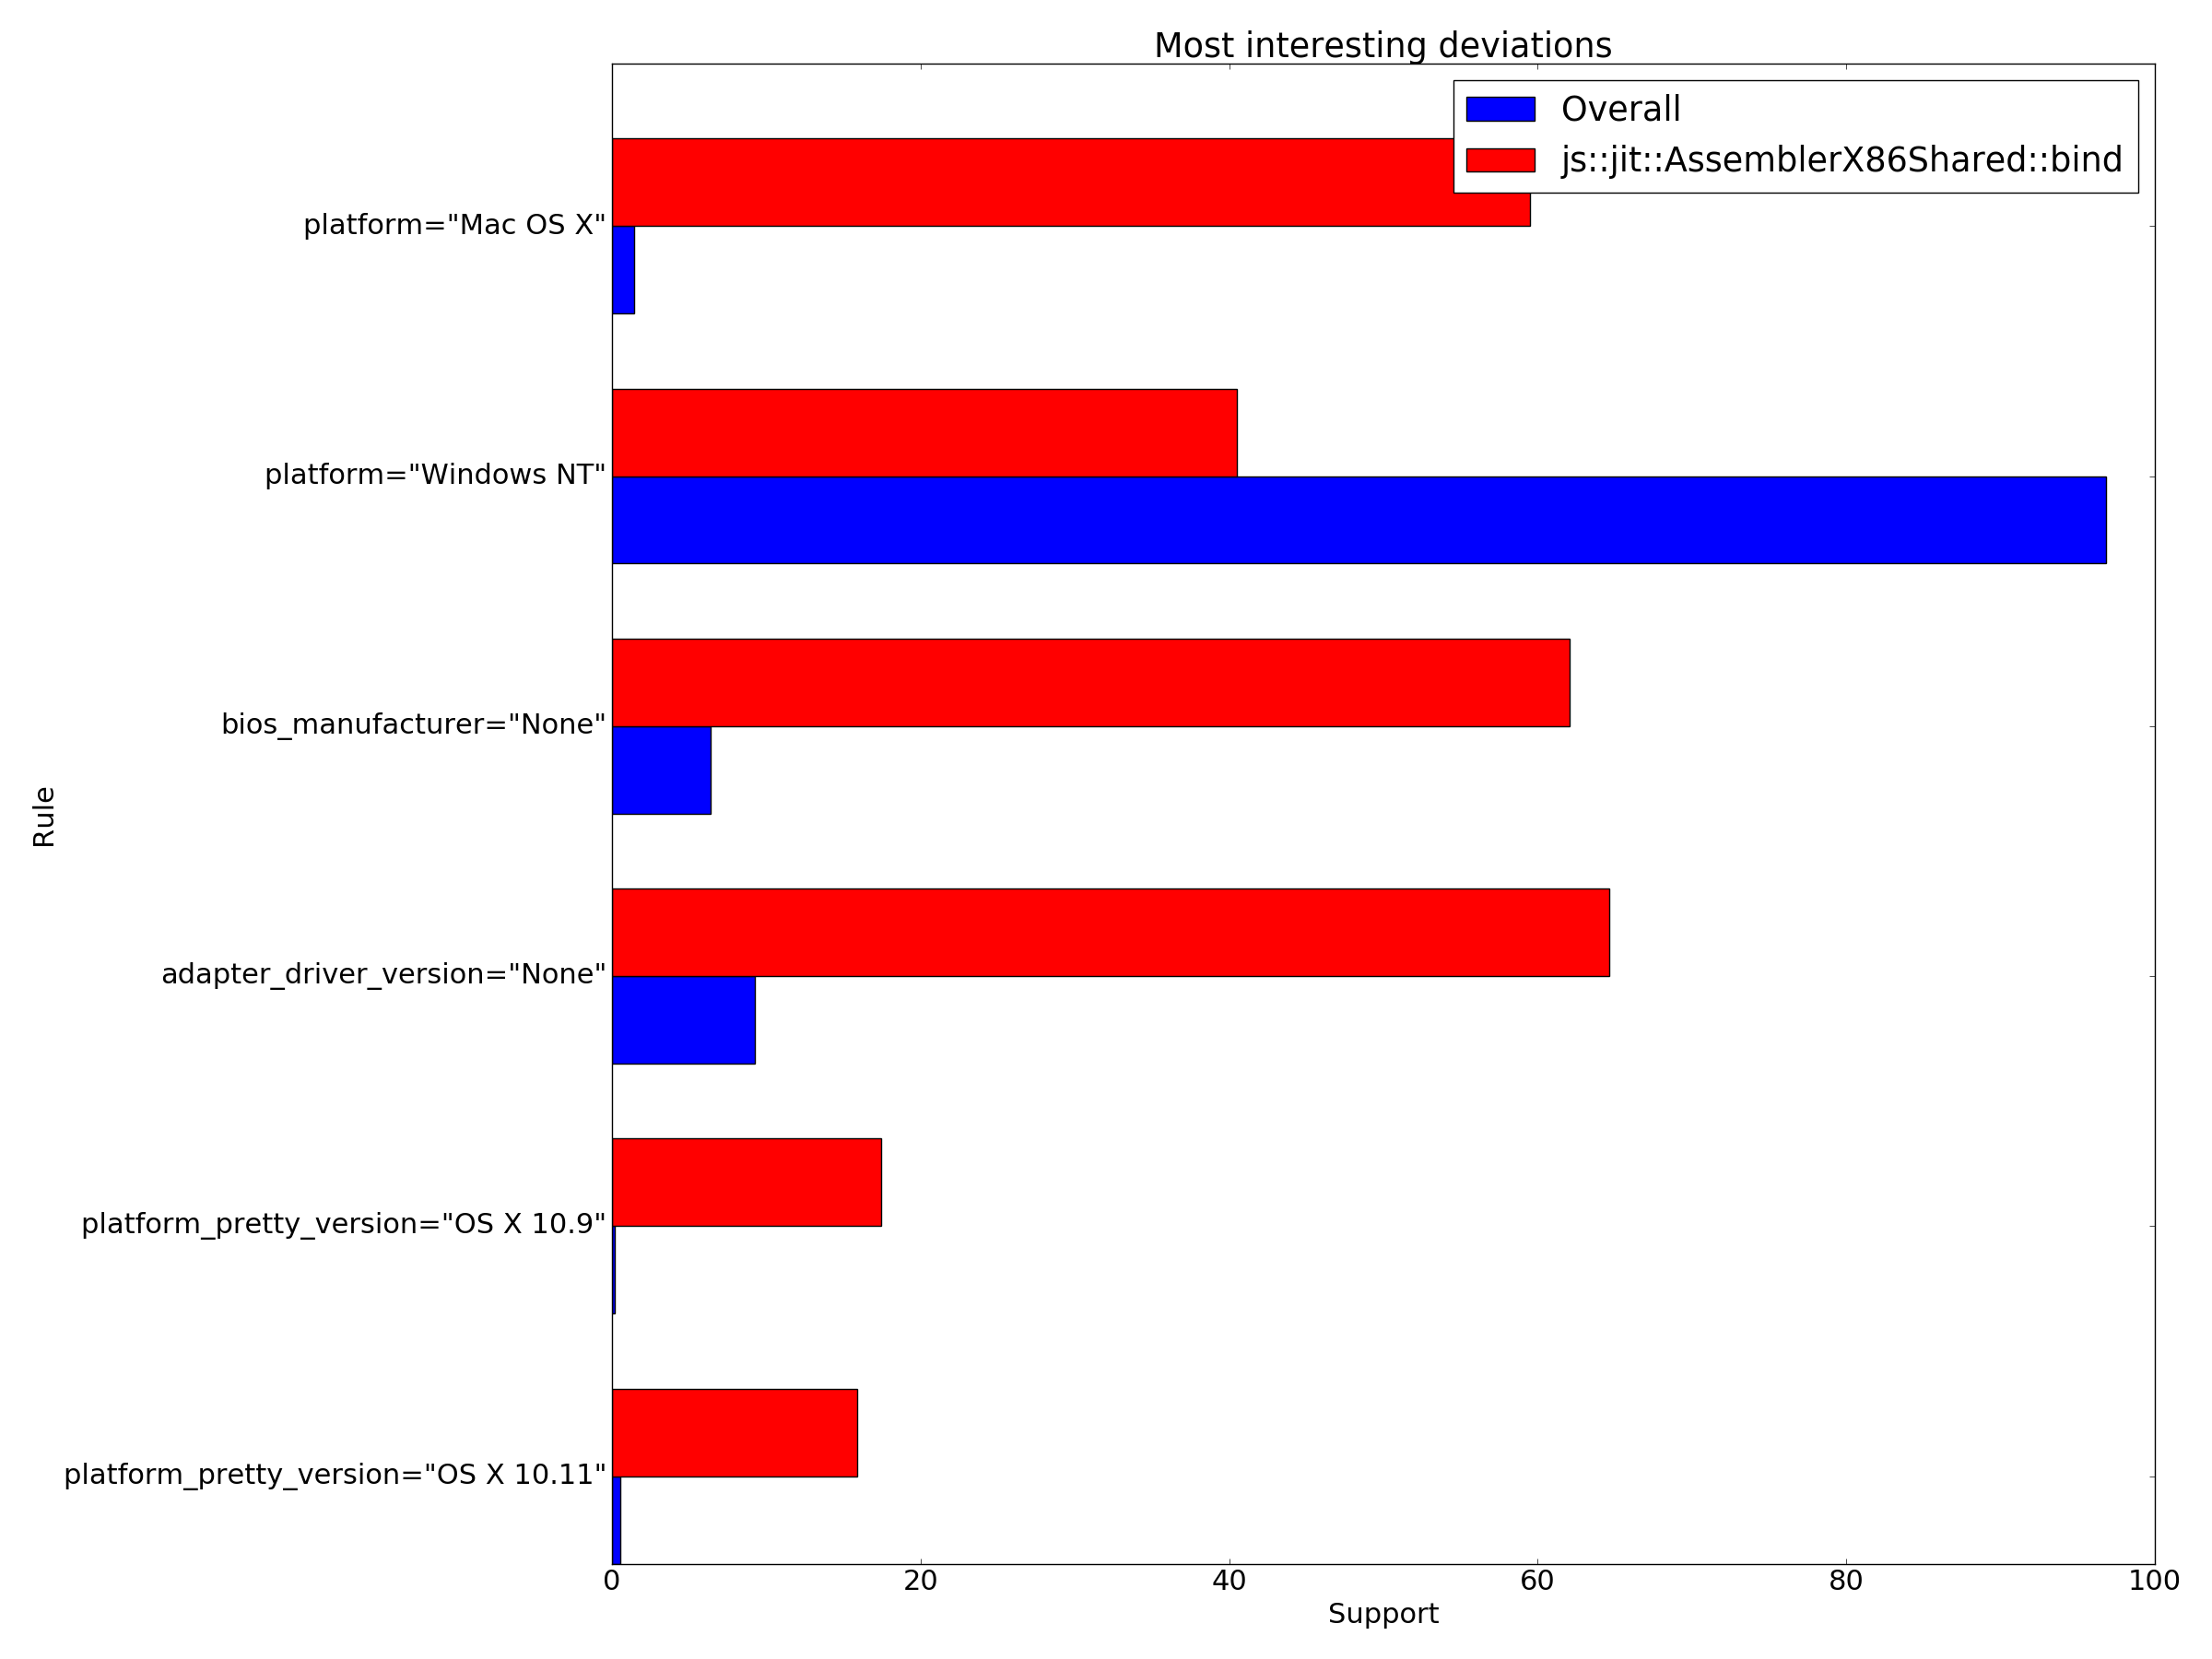 Most interesting deviations
Overall
js::jit::AssemblerX86Shared::bind
platform="Mac OS X"
platform="Windows NT"
bios_manufacturer="None"
adapter_driver_version="None"
platform_pretty_version="OS X 10.9"
platform_pretty_version="OS X 10.11"
Rule
0 20 40 60 80 100
Support